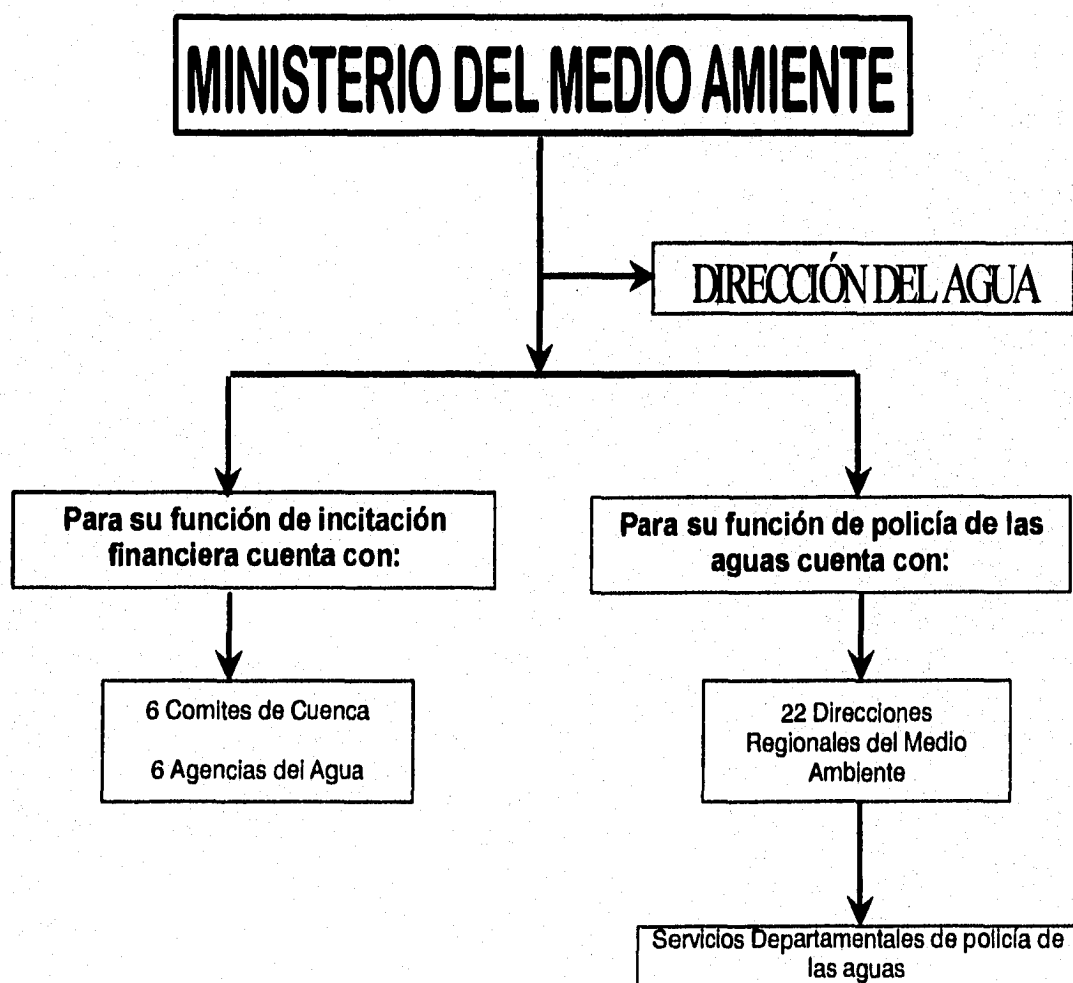 MINISTERIO DEL MEDIO AMIENTE
DIRECCIÓN DEL AGUA
Para su función de incitación
financiera cuenta con:
Para su función de policía de las
aguas cuenta con:
6 Comites de Cuenca
6 Agencias del Agua
22 Direcciones
Regionales del Medio
Ambiente
Servicios Departamentales de policía de
las aguas